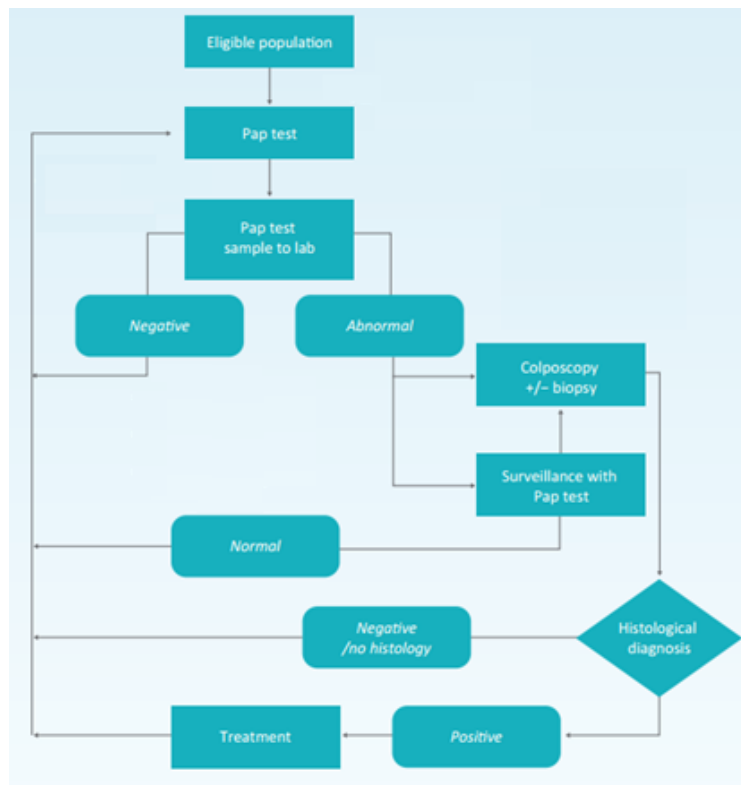 Eligible population
Pap test
Pap test
sample to lab
Negative
Abnormal
Colposcopy
+/− biopsy
Surveillance with
Pap test
Normal
Negative
/no histology
Histological
diagnosis
Treatment
Positive